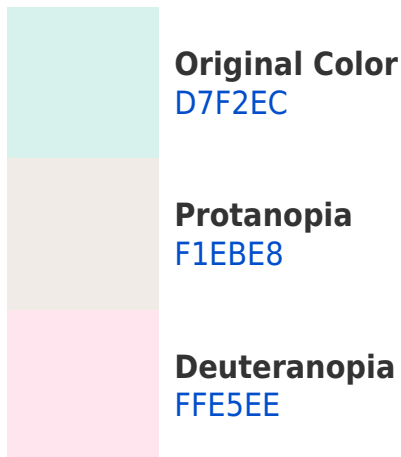 Original Color
D7F2EC
Protanopia
F1EBE8
Deuteranopia
FFE5EE